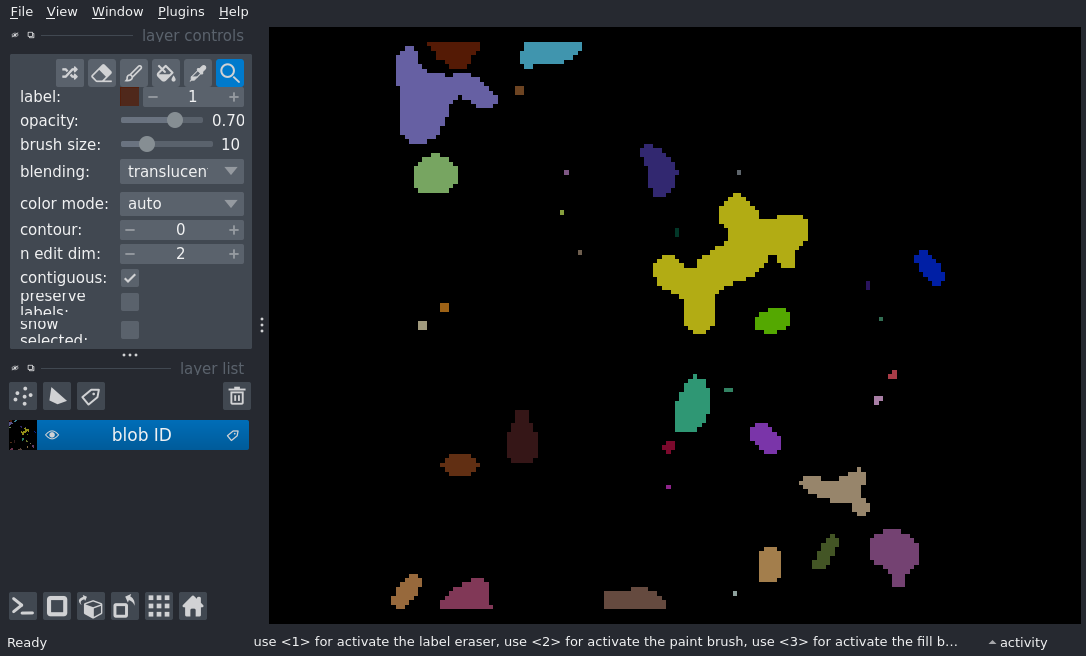 File View Window Plugins Help
layer controls
label: 1
opacity: 0.70
brush size: 10
blending: translucen
color mode: auto
contour: 0
n edit dim: 2
contiguous:
preserve
labels:
show
selected:
layer list
blob ID
Ready use <1> for activate the label eraser, use <2> for activate the paint brush, use <3> for activate the fill b... activity